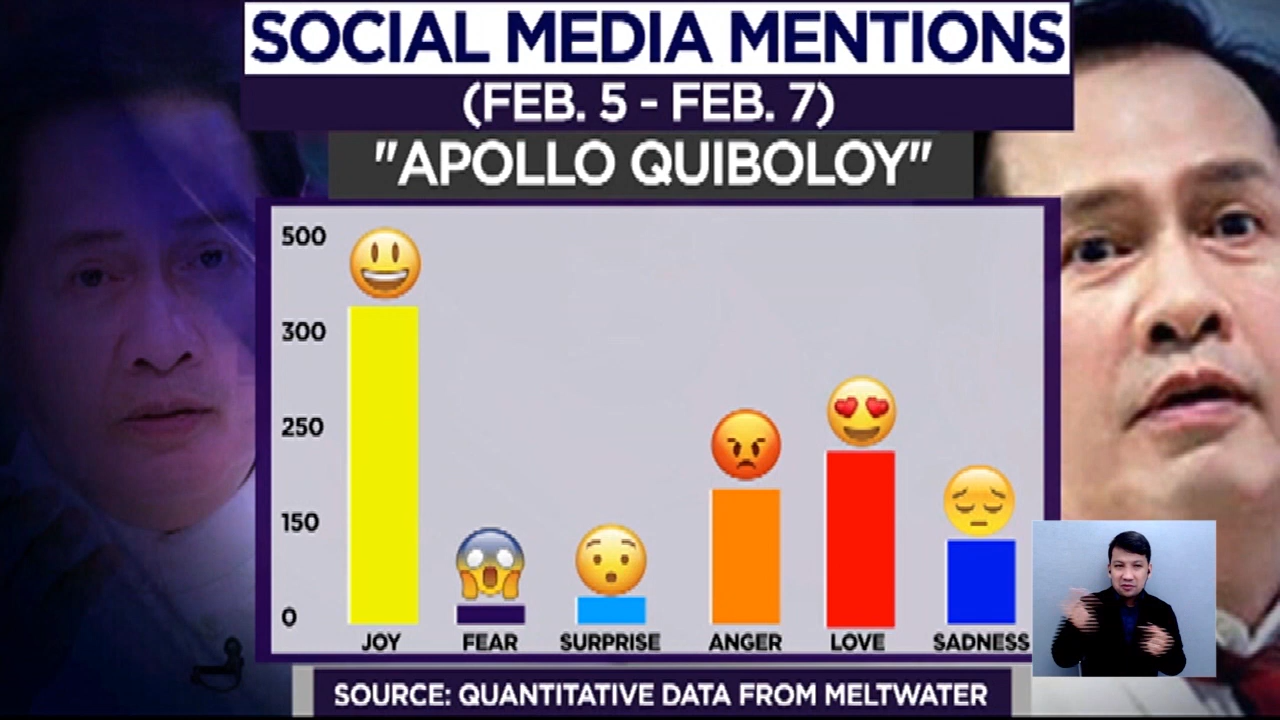 SOCIAL MEDIA MENTIONS
(FEB. 5 - FEB. 7)
"APOLLO QUIBOLOY"
500
300
250
150
0
JOY FEAR SURPRISE ANGER LOVE SADNESS
SOURCE: QUANTITATIVE DATA FROM MELTWATER